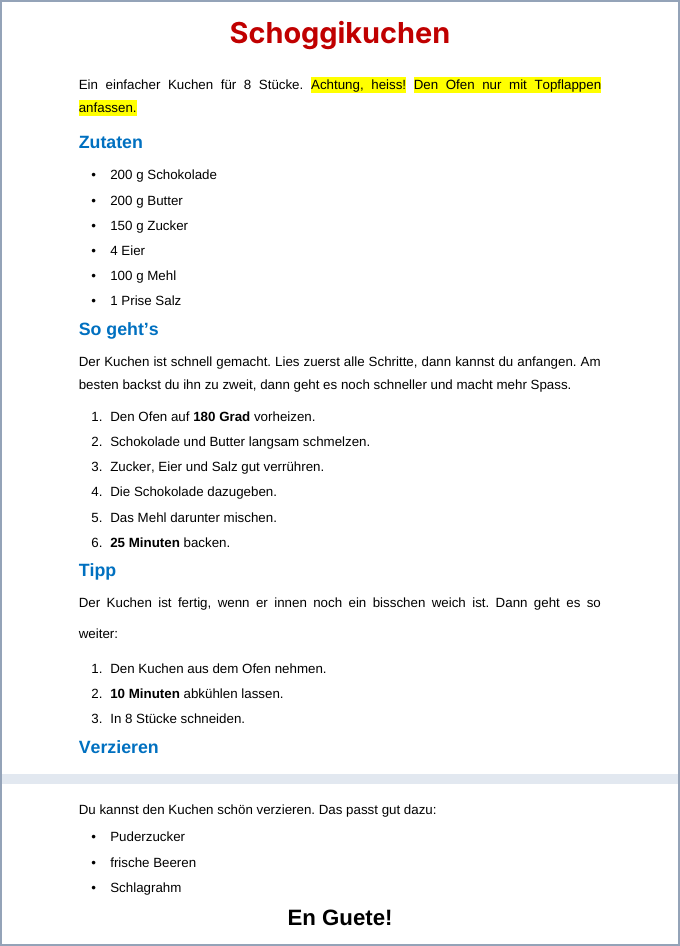 Schoggikuchen
Ein einfacher Kuchen für 8 Stücke. Achtung, heiss! Den Ofen nur mit Topflappen
anfassen.
Zutaten
• 200 g Schokolade
• 200 g Butter
• 150 g Zucker
• 4 Eier
• 100 g Mehl
• 1 Prise Salz
So geht’s
Der Kuchen ist schnell gemacht. Lies zuerst alle Schritte, dann kannst du anfangen. Am
besten backst du ihn zu zweit, dann geht es noch schneller und macht mehr Spass.
1. Den Ofen auf 180 Grad vorheizen.
2. Schokolade und Butter langsam schmelzen.
3. Zucker, Eier und Salz gut verrühren.
4. Die Schokolade dazugeben.
5. Das Mehl darunter mischen.
6. 25 Minuten backen.
Tipp
Der Kuchen ist fertig, wenn er innen noch ein bisschen weich ist. Dann geht es so
weiter:
1. Den Kuchen aus dem Ofen nehmen.
2. 10 Minuten abkühlen lassen.
3. In 8 Stücke schneiden.
Verzieren
Du kannst den Kuchen schön verzieren. Das passt gut dazu:
• Puderzucker
• frische Beeren
• Schlagrahm
En Guete!